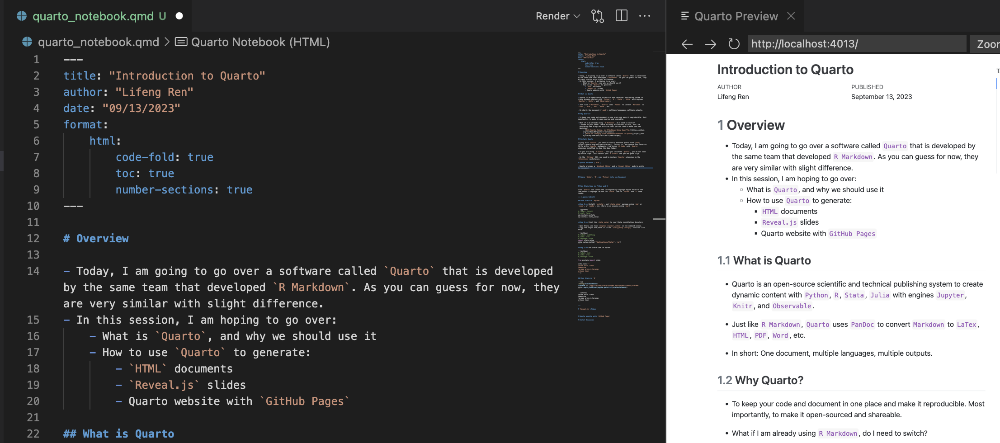 quarto_notebook.qmd U
Render
quarto_notebook.qmd > Quarto Notebook (HTML)
1 ---
2 title: "Introduction to Quarto"
3 author: "Lifeng Ren"
4 date: "09/13/2023"
5 format:
6 html:
7 code-fold: true
8 toc: true
9 number-sections: true
10 ---
11
12 # Overview
13
14 - Today, I am going to go over a software called `Quarto` that is developed
by the same team that developed `R Markdown`. As you can guess for now, they
are very similar with slight difference.
15 - In this session, I am hoping to go over:
16 - What is `Quarto`, and why we should use it
17 - How to use `Quarto` to generate:
18 - `HTML` documents
19 - `Reveal.js` slides
20 - Quarto website with `GitHub Pages`
21
22 ## What is Quarto
Quarto Preview
http://localhost:4013/
Introduction to Quarto
AUTHOR PUBLISHED
Lifeng Ren September 13, 2023
1 Overview
• Today, I am going to go over a software called Quarto that is developed by
the same team that developed R Markdown. As you can guess for now, they
are very similar with slight difference.
• In this session, I am hoping to go over:
◦ What is Quarto, and why we should use it
◦ How to use Quarto to generate:
▪ HTML documents
▪ Reveal.js slides
▪ Quarto website with GitHub Pages
1.1 What is Quarto
• Quarto is an open-source scientific and technical publishing system to create
dynamic content with Python, R, Stata, Julia with engines Jupyter,
Knitr, and Observable.
• Just like R Markdown, Quarto uses PanDoc to convert Markdown to LaTex,
HTML, PDF, Word, etc.
• In short: One document, multiple languages, multiple outputs.
1.2 Why Quarto?
• To keep your code and document in one place and make it reproducible. Most
importantly, to make it open-sourced and shareable.
• What if I am already using R Markdown, do I need to switch?